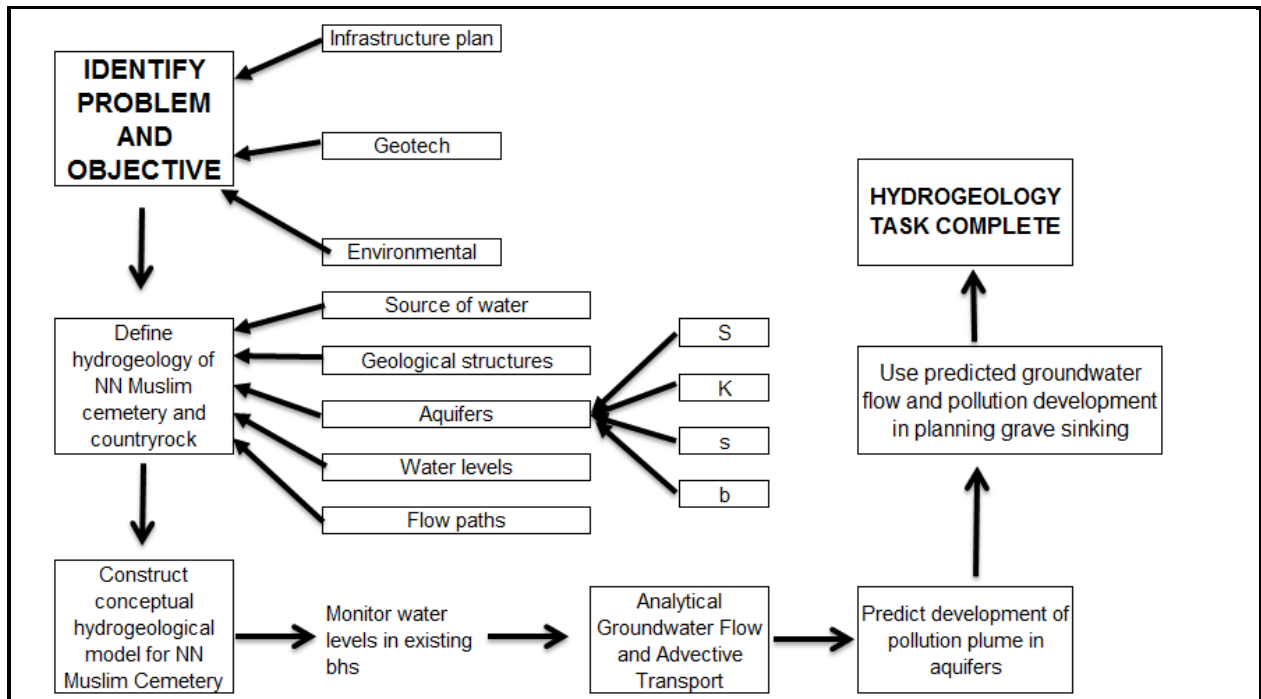 Infrastructure plan
IDENTIFY
PROBLEM
AND
OBJECTIVE
Geotech
Environmental
HYDROGEOLOGY
TASK COMPLETE
Source of water
Define
hydrogeology of
NN Muslim
cemetery and
countryrock
Geological structures
Aquifers
Water levels
Flow paths
S
K
s
b
Use predicted groundwater
flow and pollution development
in planning grave sinking
Construct
conceptual
hydrogeological
model for NN
Muslim Cemetery
Monitor water
levels in existing
bhs
Analytical
Groundwater Flow
and Advective
Transport
Predict development of
pollution plume in
aquifers